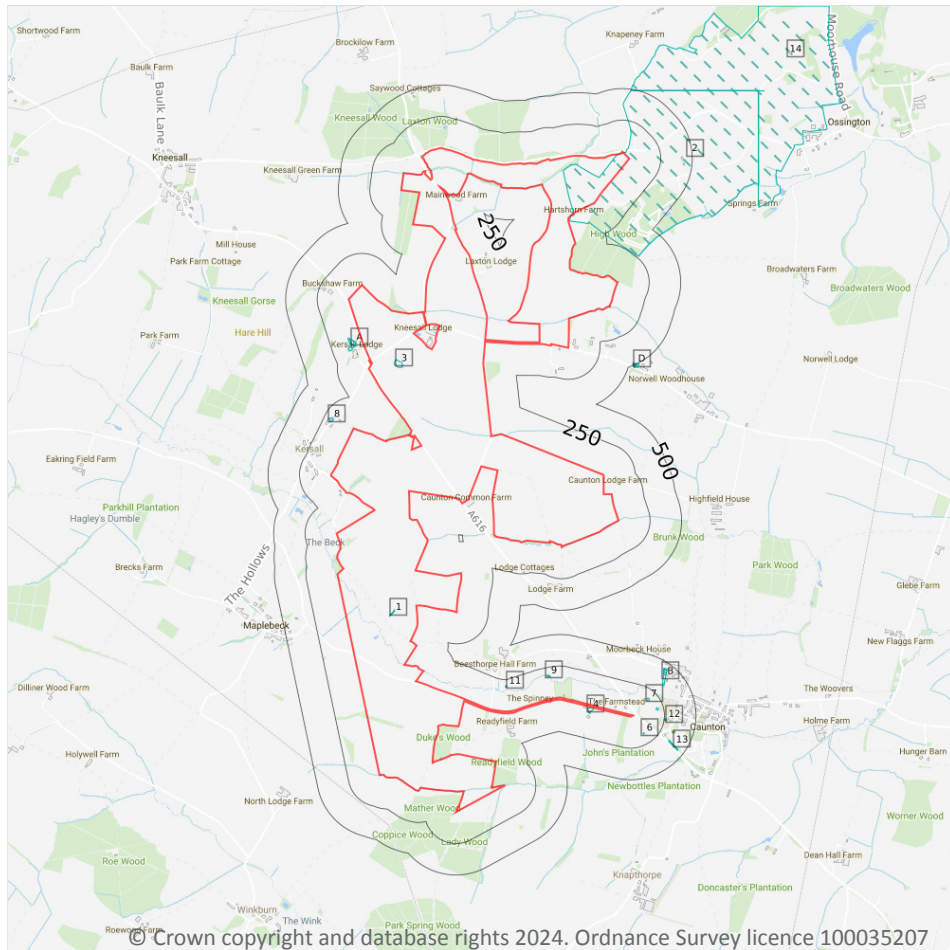 Shortwood Farm
Brockilow Farm
Knapeney Farm
Moorhouse Road
14
Baulk Farm
Baulk Lane
Saywood Cottages
Kneesall Wood
Laxton Wood
Ossington
Kneesall
2
Kneesall Green Farm
Mainwood Farm
Hartshorn Farm
Springs Farm
250
High Wood
Mill House
Park Farm Cottage
Laxton Lodge
Broadwaters Farm
Buckshaw Farm
Broadwaters Wood
Kneesall Gorse
Park Farm
Hare Hill
Kneesall Lodge
A
Kersall Lodge
3
D
Norwell Lodge
Norwell Woodhouse
8
250
Kersall
500
Eakring Field Farm
Caunton Lodge Farm
Parkhill Plantation
Hagley's Dumble
Caunton Common Farm
Highfield House
A616
The Beck
Brunk Wood
Brecks Farm
The Hollows
Lodge Cottages
Park Wood
Lodge Farm
Glebe Farm
1
Maplebeck
New Flaggs Farm
Moorbeck House
Beesthorpe Hall Farm
9
B
11
Dilliner Wood Farm
The Spinney
4
The Farmstead
7
The Woovers
Readyfield Farm
6
12
Caunton
Holme Farm
Duke's Wood
13
Holywell Farm
John's Plantation
Hunger Barn
Readyfield Wood
Newbottles Plantation
North Lodge Farm
Mather Wood
Worner Wood
Coppice Wood
Lady Wood
Roe Wood
Dean Hall Farm
Knapthorpe
Doncaster's Plantation
Winkburn
The Wink
Park Spring Wood
Roewood Farm
© Crown copyright and database rights 2024. Ordnance Survey licence 100035207